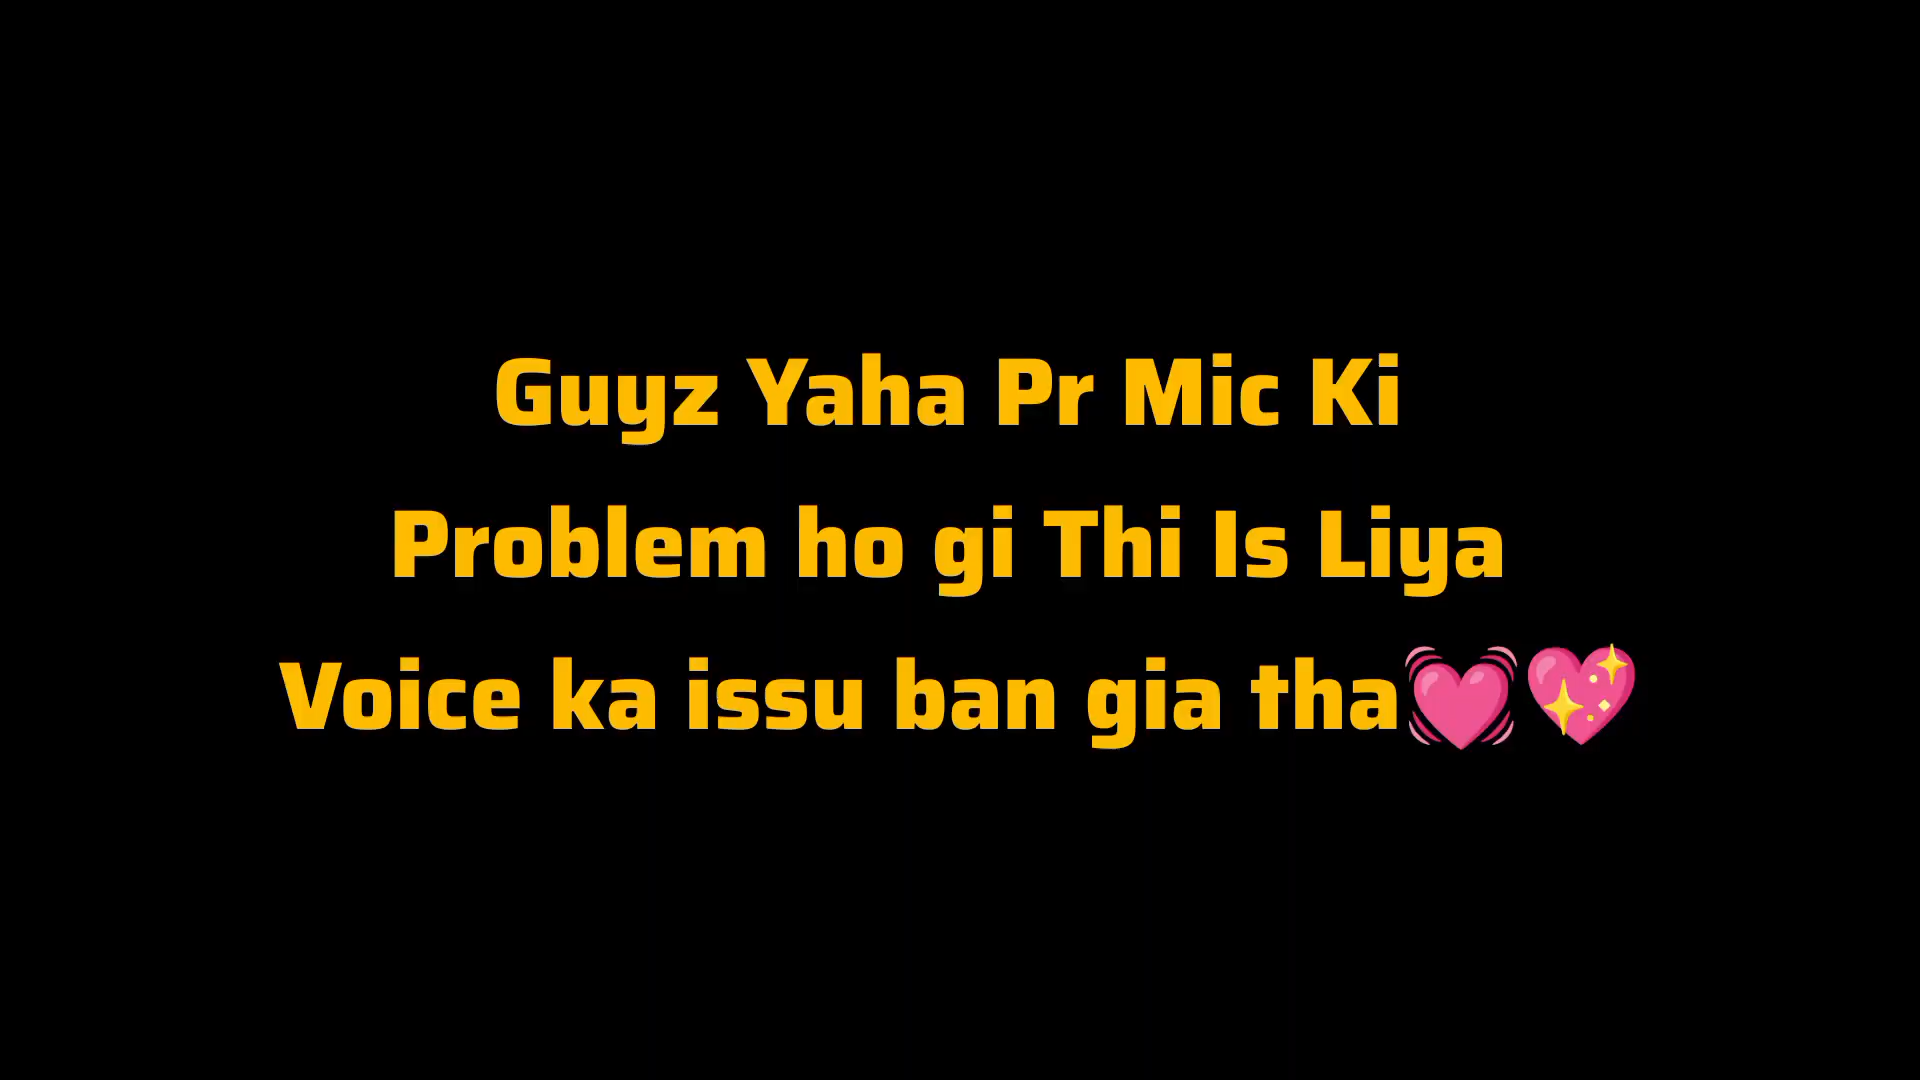 Guyz Yaha Pr Mic Ki
Problem ho gi Thi Is Liya
Voice ka issu ban gia tha💓💖